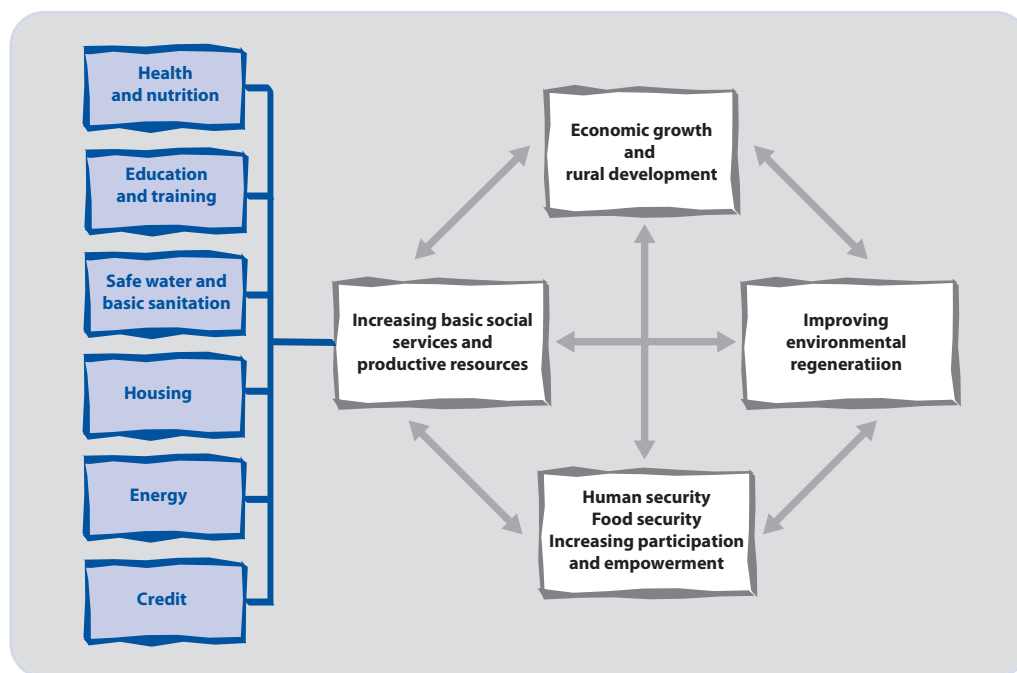 Health
and nutrition
Education
and training
Safe water and
basic sanitation
Housing
Energy
Credit
Economic growth
and
rural development
Increasing basic social
services and
productive resources
Improving
environmental
regeneratiion
Human security
Food security
Increasing participation
and empowerment